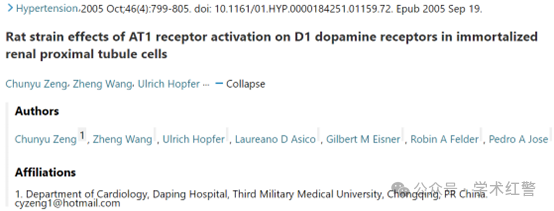 > Hypertension. 2005 Oct;46(4):799-805. doi: 10.1161/01.HYP.0000184251.01159.72. Epub 2005 Sep 19.
Rat strain effects of AT1 receptor activation on D1 dopamine receptors in immortalized
renal proximal tubule cells
Chunyu Zeng, Zheng Wang, Ulrich Hopfer ... − Collapse
Authors
Chunyu Zeng 1, Zheng Wang, Ulrich Hopfer, Laureano D Asico, Gilbert M Eisner, Robin A Felder, Pedro A Jose
Affiliations
1. Department of Cardiology, Daping Hospital, Third Military Medical University, Chongqing, PR China.
cyzeng1@hotmail.com
公众号 · 学术红警